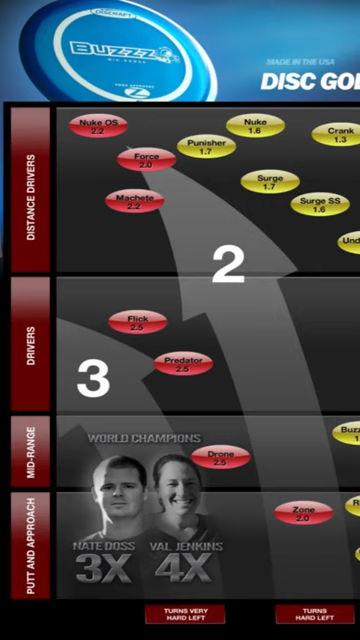 DISCRAFT
BUZZZ
MID-RANGE
MADE IN THE USA
DISC GOL
DISTANCE DRIVERS
Nuke OS
2.2
Nuke
1.6
Crank
1.3
Punisher
1.7
Force
2.0
Surge
1.7
Machete
2.2
Surge SS
1.6
Und
2
DRIVERS
Flick
2.5
Predator
2.5
3
MID-RANGE
Buzz
1
WORLD CHAMPIONS
Drone
2.5
PUTT AND APPROACH
Zone
2.0
R
NATE DOSS
3X
VAL JENKINS
4X
TURNS VERY
HARD LEFT
TURNS
HARD LEFT